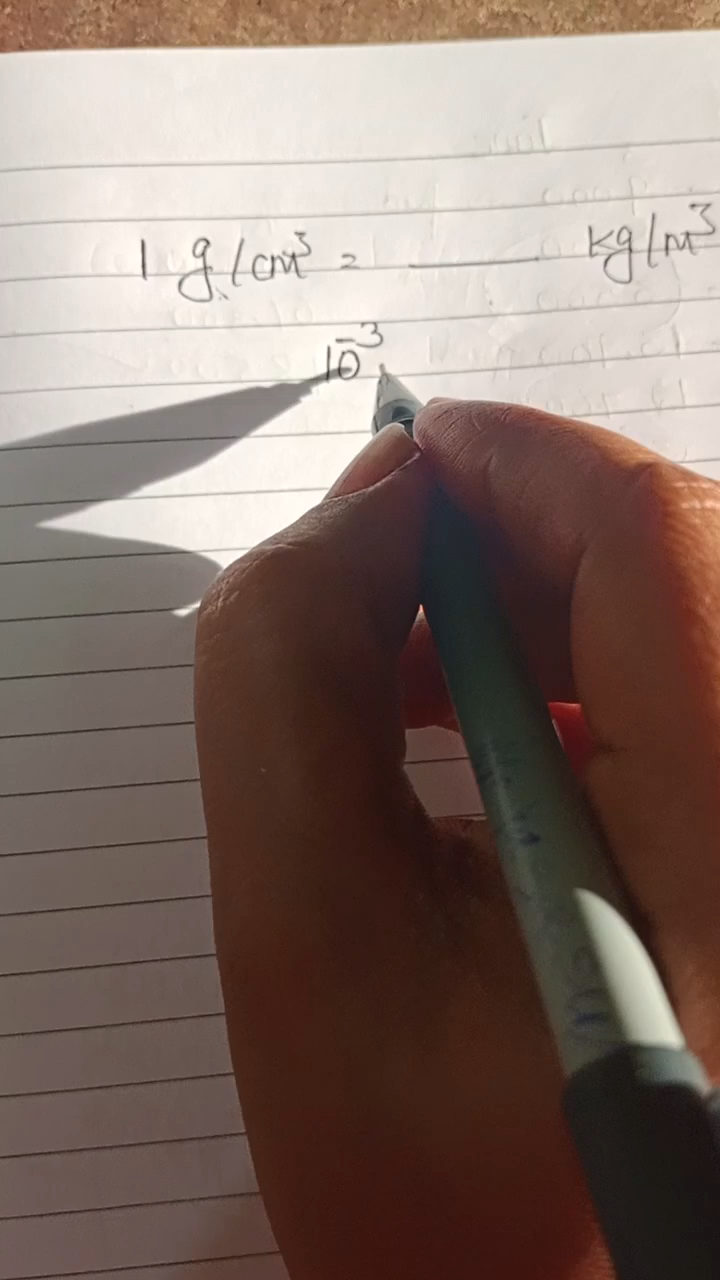 1 g/cm³ = ______ kg/m³
10⁻³